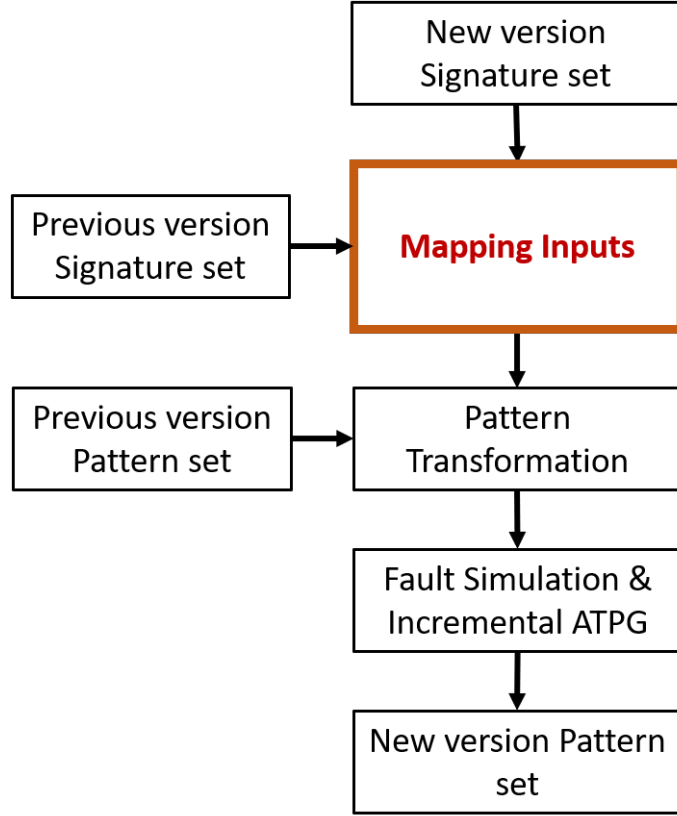 New version
Signature set
Previous version
Signature set
Mapping Inputs
Previous version
Pattern set
Pattern
Transformation
Fault Simulation &
Incremental ATPG
New version Pattern
set